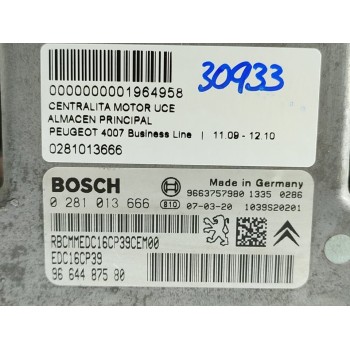 30933
0000000001964958
CENTRALITA MOTOR UCE
ALMACEN PRINCIPAL
PEUGEOT 4007 Business Line | 11.09 - 12.10
0281013666
BOSCH
Made in Germany
9663757980 1335 0286
0 281 013 666 810 07-03-20 1039S20201
RBCMMEDC16CP39CEM00
EDC16CP39
96 644 875 80